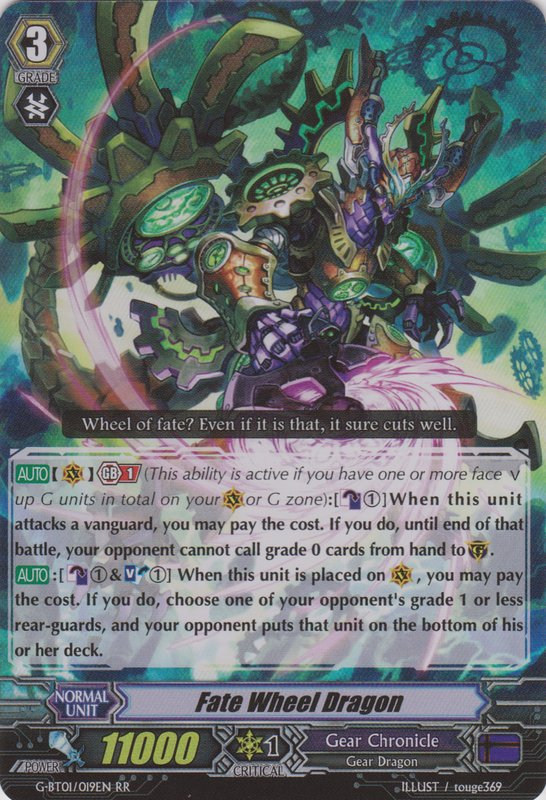 3
GRADE
Wheel of fate? Even if it is that, it sure cuts well.
AUTO【 V 】GB 1 (This ability is active if you have one or more face
up G units in total on your V or G zone):[ ①]When this unit
attacks a vanguard, you may pay the cost. If you do, until end of that
battle, your opponent cannot call grade 0 cards from hand to G.
AUTO:[ ①& V ①] When this unit is placed on V , you may pay
the cost. If you do, choose one of your opponent's grade 1 or less
rear-guards, and your opponent puts that unit on the bottom of his
or her deck.
NORMAL
UNIT
Fate Wheel Dragon
POWER
11000
1
CRITICAL
Gear Chronicle
Gear Dragon
G-BT01/019EN RR
ILLUST / touge369